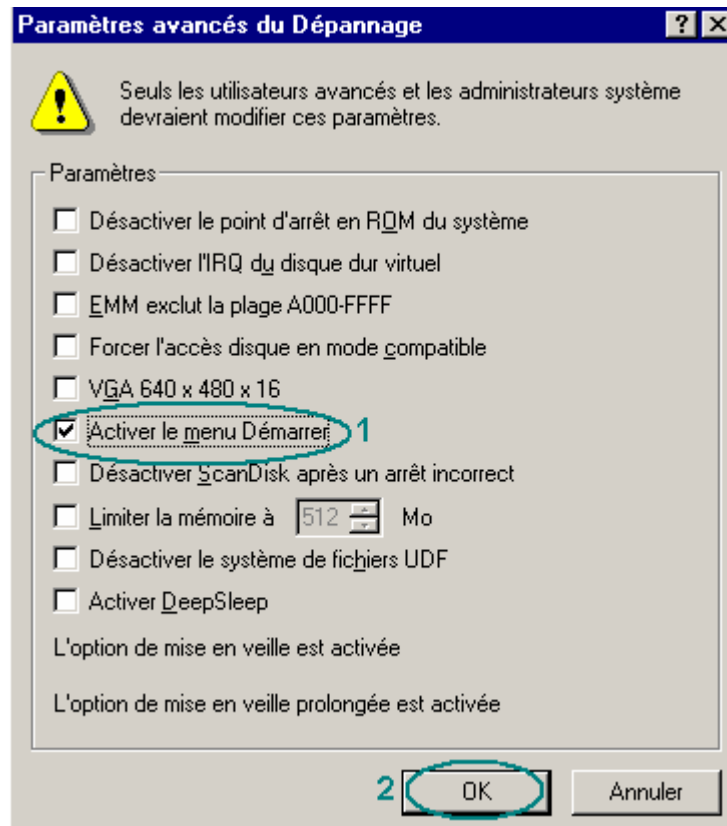 Paramètres avancés du Dépannage
Seuls les utilisateurs avancés et les administrateurs système
devraient modifier ces paramètres.
Paramètres
Désactiver le point d'arrêt en ROM du système
Désactiver l'IRQ du disque dur virtuel
EMM exclut la plage A000-FFFF
Forcer l'accès disque en mode compatible
VGA 640 x 480 x 16
Activer le menu Démarrer 1
Désactiver ScanDisk après un arrêt incorrect
Limiter la mémoire à 512 Mo
Désactiver le système de fichiers UDF
Activer DeepSleep
L'option de mise en veille est activée
L'option de mise en veille prolongée est activée
2 OK Annuler